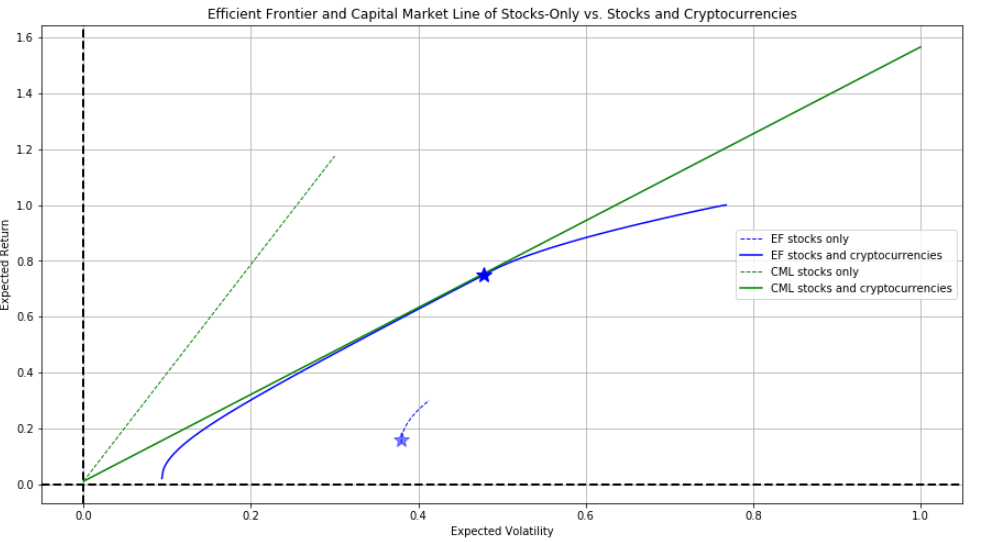 Efficient Frontier and Capital Market Line of Stocks-Only vs. Stocks and Cryptocurrencies
Expected Return
1.6
1.4
1.2
1.0
0.8
0.6
0.4
0.2
0.0
EF stocks only
EF stocks and cryptocurrencies
CML stocks only
CML stocks and cryptocurrencies
0.0 0.2 0.4 0.6 0.8 1.0
Expected Volatility